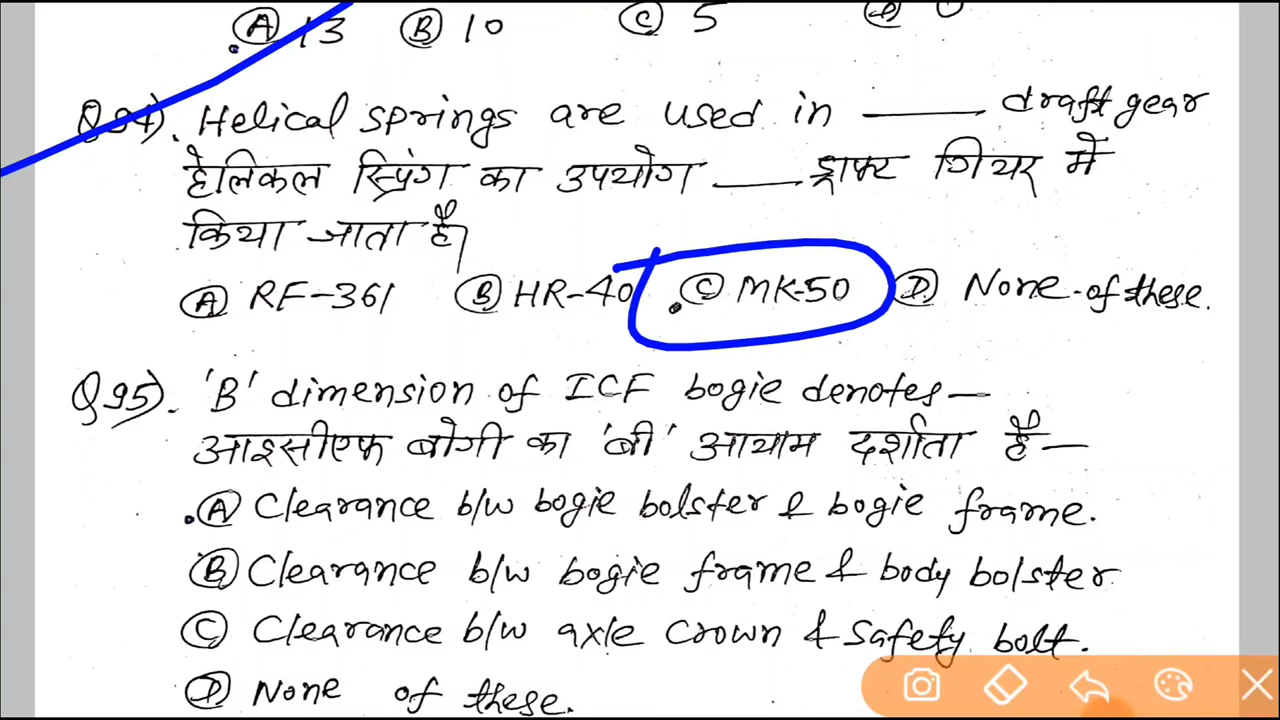 Ⓐ 13 Ⓑ 10 Ⓒ 5 Ⓓ
Q94). Helical springs are used in ____ draft gear
हेलिकल स्प्रिंग का उपयोग ____ ड्राफ्ट गियर में
किया जाता है।
Ⓐ RF-361 Ⓑ HR-40 Ⓒ MK-50 Ⓓ None of these.
Q95). 'B' dimension of ICF bogie denotes—
आइसीएफ बोगी का 'बी' आयाम दर्शाता है—
Ⓐ Clearance b/w bogie bolster & bogie frame.
Ⓑ Clearance b/w bogie frame & body bolster
Ⓒ Clearance b/w axle crown & safety bolt.
Ⓓ None of these.